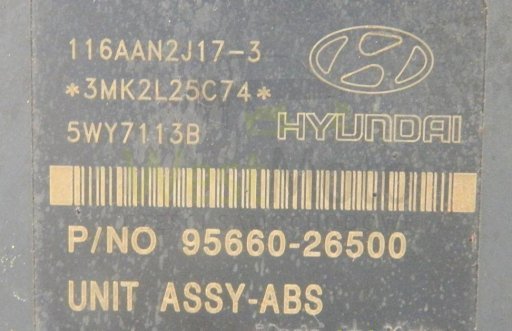 116AAN2J17-3
*3MK2L25C74*
5WY7113B
HYUNDAI
P/NO 95660-26500
UNIT ASSY-ABS